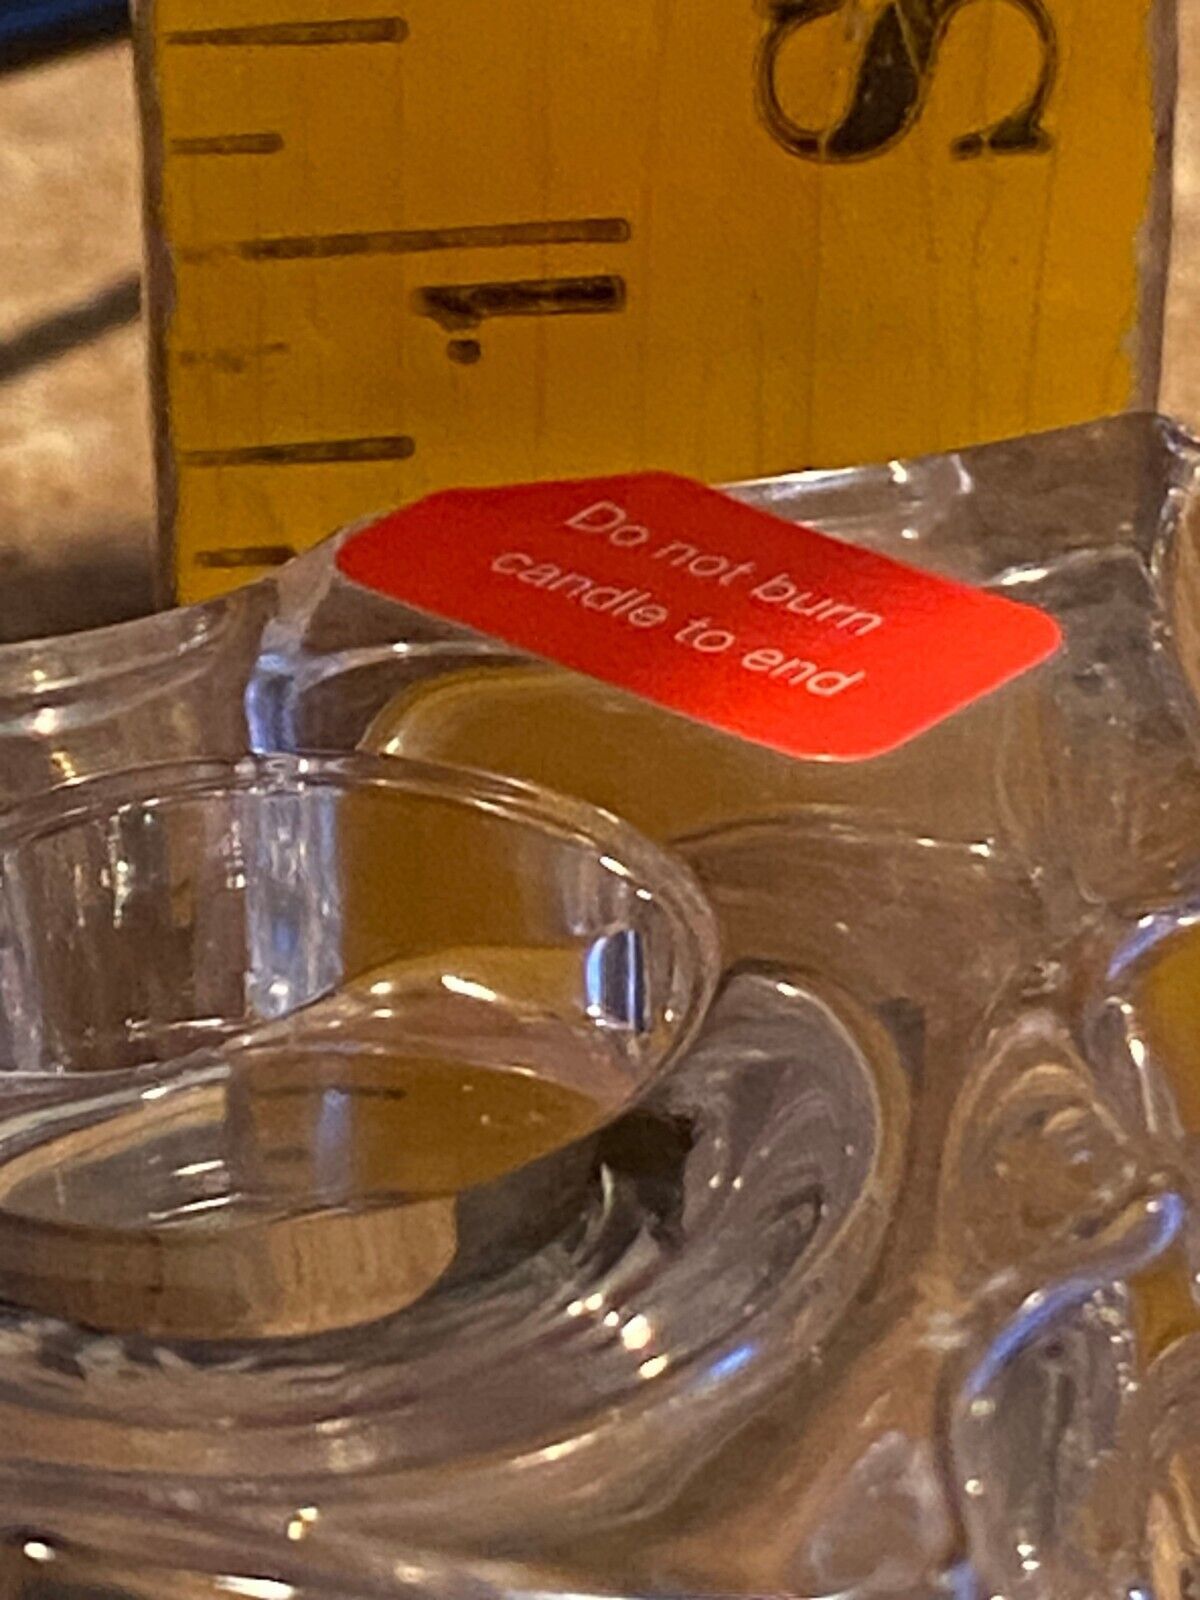 Do not burn
candle to end